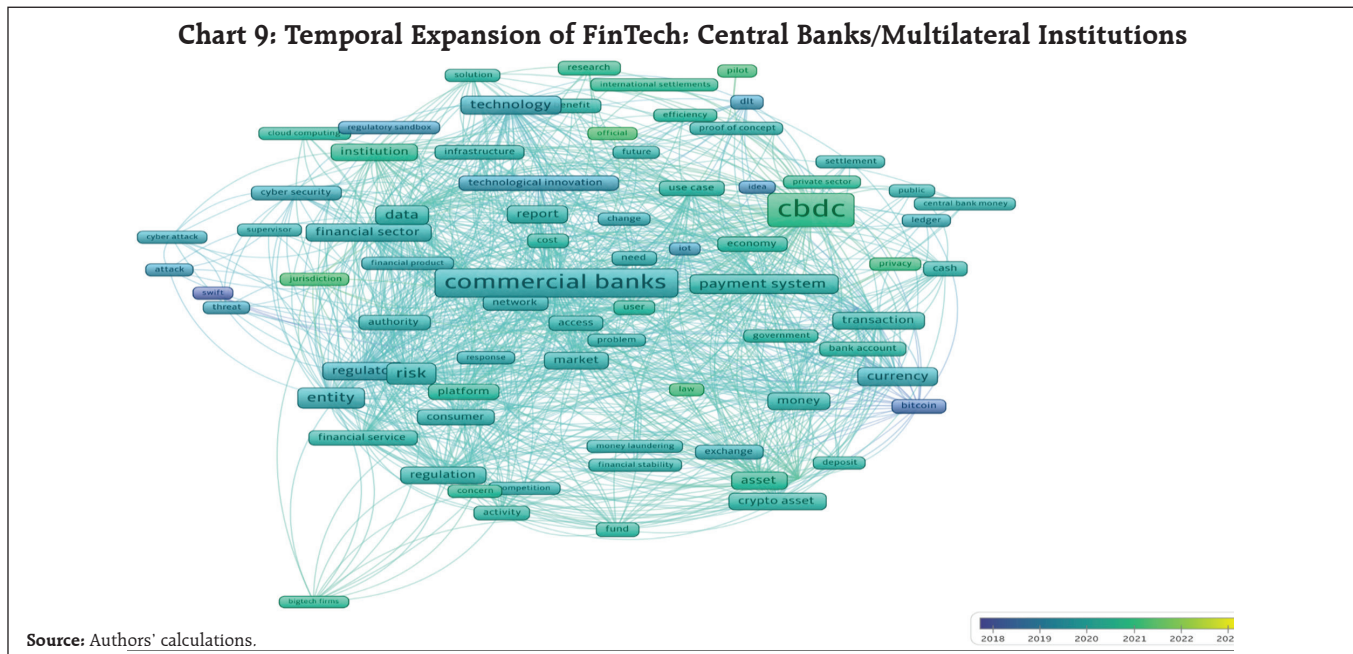 Chart 9: Temporal Expansion of FinTech: Central Banks/Multilateral Institutions
solution
research
pilot
international settlements
technology
enefit
dlt
efficiency
cloud computing
regulatory sandbox
official
proof of concept
institution
infrastructure
future
settlement
technological innovation
use case
idea
private sector
cyber security
public
central bank money
data
report
change
cbdc
ledger
supervisor
financial sector
cyber attack
cost
iot
economy
financial product
need
attack
jurisdiction
privacy
cash
commercial banks
payment system
swift
threat
network
user
authority
access
transaction
problem
government
bank account
response
market
regulato
risk
currency
platform
law
entity
money
bitcoin
consumer
financial service
money laundering
exchange
financial stability
deposit
regulation
asset
concern
ompetition
crypto asset
activity
fund
bigtech firms
2018 2019 2020 2021 2022
Source: Authors' calculations.